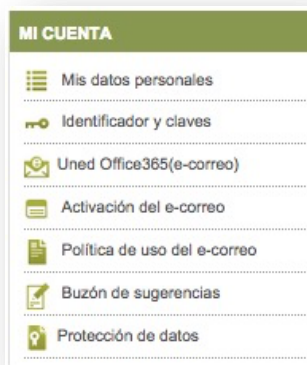 MI CUENTA
Mis datos personales
Identificador y claves
Uned Office365(e-correo)
Activación del e-correo
Política de uso del e-correo
Buzón de sugerencias
Protección de datos